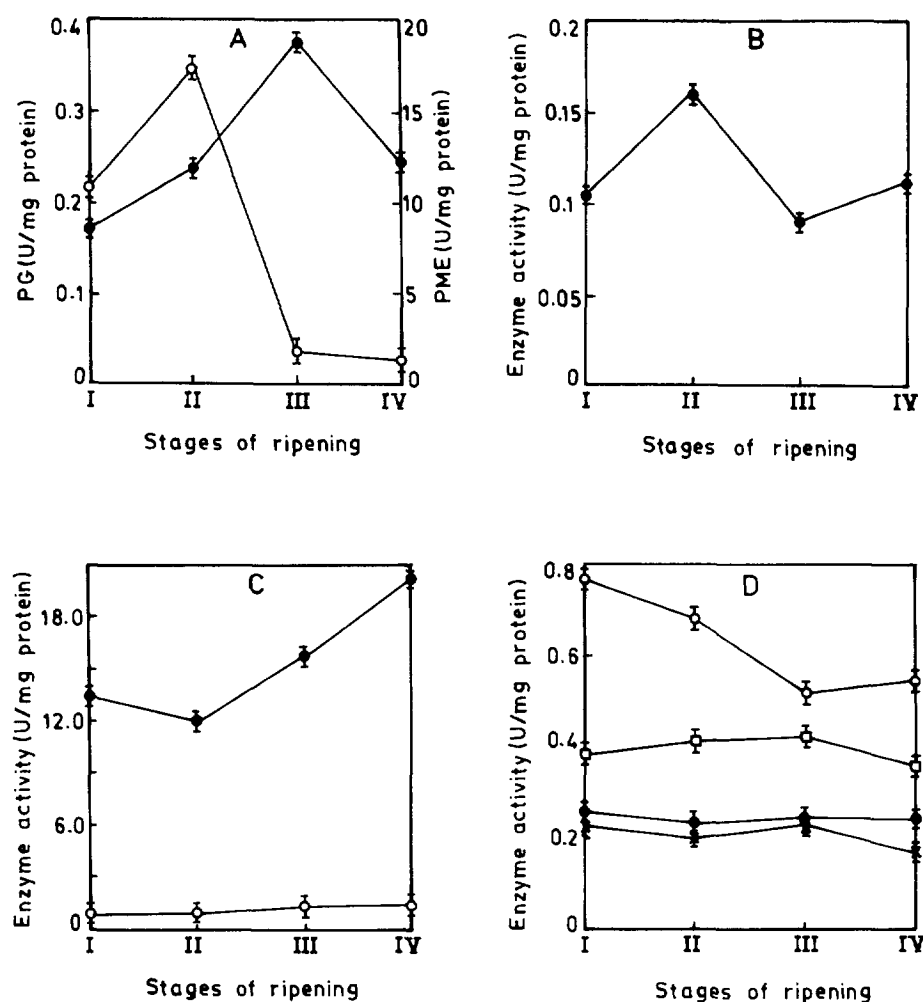 A
PG(U/mg protein)
0.4
0.3
0.2
0.1
0
20
15
10
5
0
PME(U/mg protein)
I II III IV
Stages of ripening
B
Enzyme activity(U/mg protein)
0.2
0.15
0.1
0.05
0
I II III IV
Stages of ripening
C
Enzyme activity(U/mg protein)
18.0
12.0
6.0
0
I II III IV
Stages of ripening
D
Enzyme activity(U/mg protein)
0.8
0.6
0.4
0.2
0
I II III IV
Stages of ripening